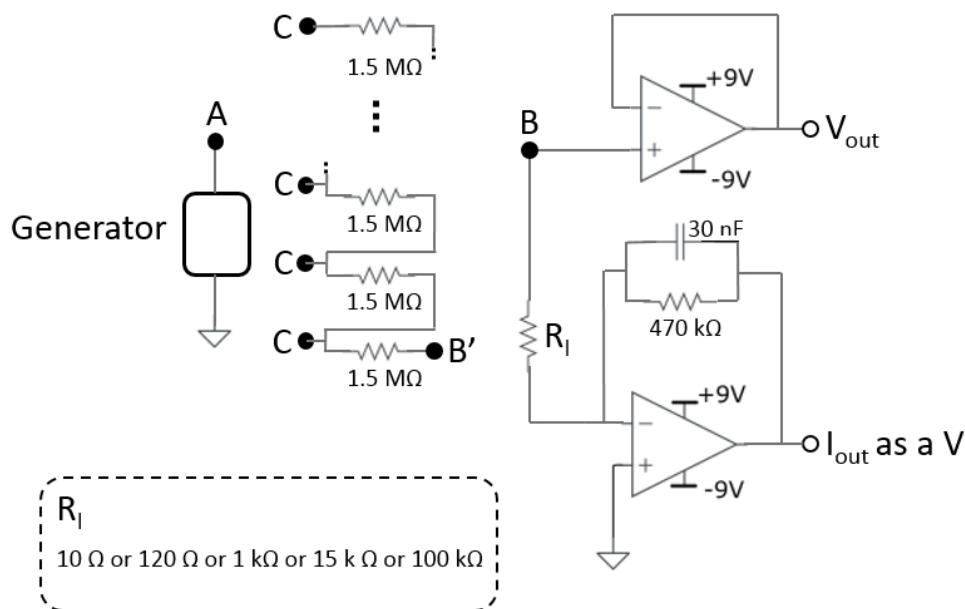 C
1.5 MΩ
A
Generator
C
1.5 MΩ
C
1.5 MΩ
C
B'
1.5 MΩ
B
+9V
−
+
-9V
V_out
30 nF
470 kΩ
R_I
+9V
−
+
-9V
I_out as a V
R_I
10 Ω or 120 Ω or 1 kΩ or 15 k Ω or 100 kΩ